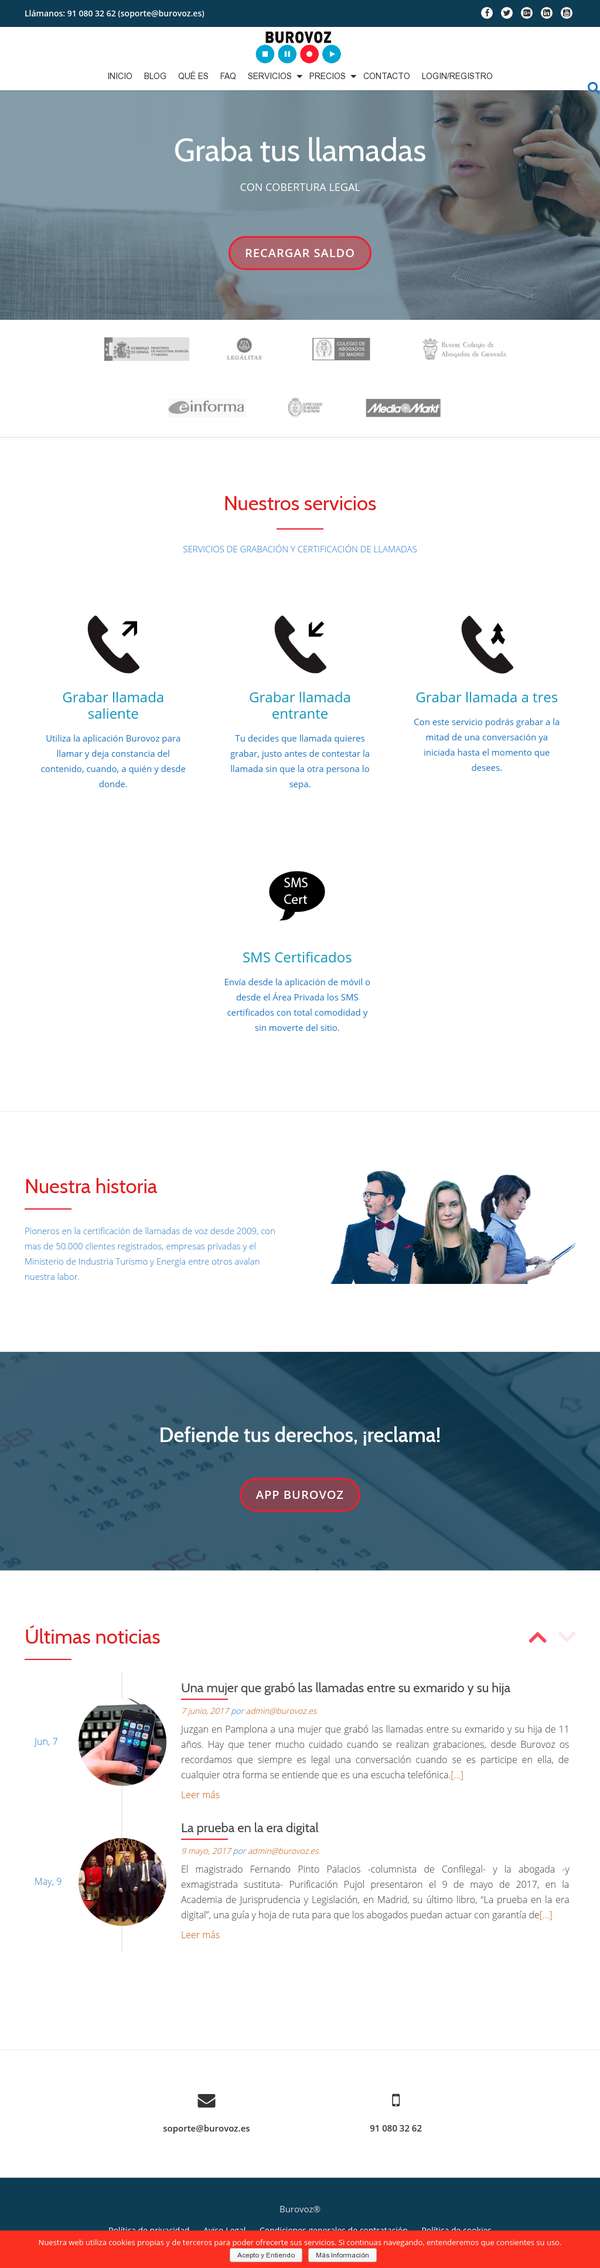 Llámanos: 91 080 32 62 (soporte@burovoz.es)
BUROVOZ
INICIO BLOG QUÉ ES FAQ SERVICIOS PRECIOS CONTACTO LOGIN/REGISTRO
Graba tus llamadas
CON COBERTURA LEGAL
RECARGAR SALDO
LEGÁLITAS
COLEGIO DE
ABOGADOS
DE MADRID
Colegio de
Abogados de Granada
einforma
Media Markt
Nuestros servicios
SERVICIOS DE GRABACIÓN Y CERTIFICACIÓN DE LLAMADAS
Grabar llamada
saliente
Utiliza la aplicación Burovoz para
llamar y deja constancia del
contenido, cuando, a quién y desde
donde.
Grabar llamada
entrante
Tu decides que llamada quieres
grabar, justo antes de contestar la
llamada sin que la otra persona lo
sepa.
Grabar llamada a tres
Con este servicio podrás grabar a la
mitad de una conversación ya
iniciada hasta el momento que
desees.
SMS
Cert
SMS Certificados
Envía desde la aplicación de móvil o
desde el Área Privada los SMS
certificados con total comodidad y
sin moverte del sitio.
Nuestra historia
Pioneros en la certificación de llamadas de voz desde 2009, con
mas de 50.000 clientes registrados, empresas privadas y el
Ministerio de Industria Turismo y Energía entre otros avalan
nuestra labor.
Defiende tus derechos, ¡reclama!
APP BUROVOZ
Últimas noticias
Jun, 7
Una mujer que grabó las llamadas entre su exmarido y su hija
7 junio, 2017 por admin@burovoz.es
Juzgan en Pamplona a una mujer que grabó las llamadas entre su exmarido y su hija de 11
años. Hay que tener mucho cuidado cuando se realizan grabaciones, desde Burovoz os
recordamos que siempre es legal una conversación cuando se es participe en ella, de
cualquier otra forma se entiende que es una escucha telefónica.[...]
Leer más
May, 9
La prueba en la era digital
9 mayo, 2017 por admin@burovoz.es
El magistrado Fernando Pinto Palacios -columnista de Confilegal- y la abogada -y
exmagistrada sustituta- Purificación Pujol presentaron el 9 de mayo de 2017, en la
Academia de Jurisprudencia y Legislación, en Madrid, su último libro, "La prueba en la era
digital", una guía y hoja de ruta para que los abogados puedan actuar con garantía de[...]
Leer más
soporte@burovoz.es
91 080 32 62
Burovoz®
Política de privacidad Aviso Legal Condiciones generales de contratación Política de cookies
Nuestra web utiliza cookies propias y de terceros para poder ofrecerte sus servicios. Si continuas navegando, entenderemos que consientes su uso.
Acepto y Entiendo Más Información